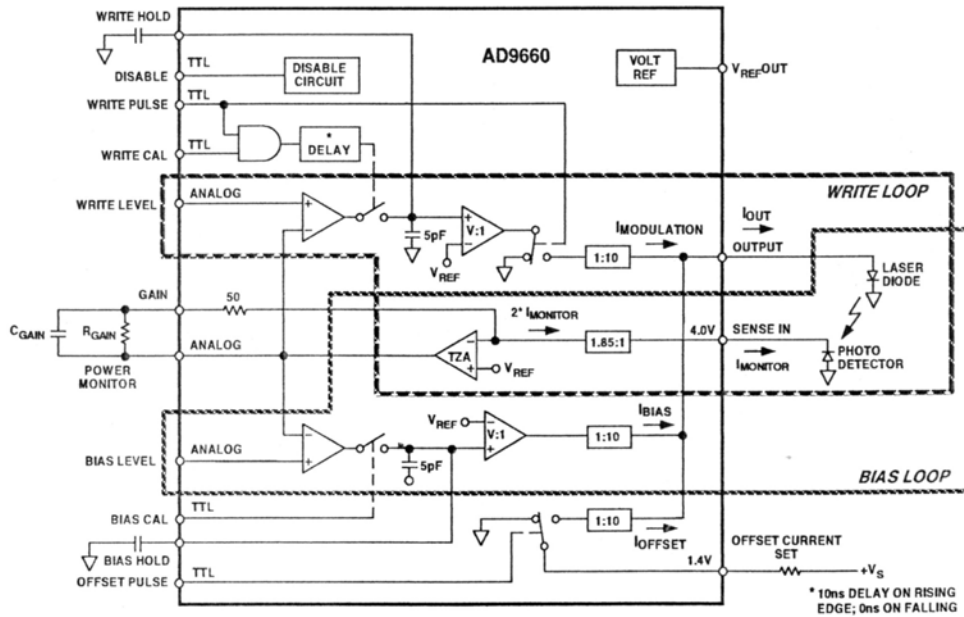 WRITE HOLD
AD9660
TTL
DISABLE
DISABLE
CIRCUIT
VOLT
REF
VREFOUT
TTL
WRITE PULSE
*
DELAY
TTL
WRITE CAL
WRITE LOOP
ANALOG
WRITE LEVEL
+
−
5pF
+
V:1
−
VREF
IMODULATION
1:10
IOUT
OUTPUT
LASER
DIODE
GAIN
50
CGAIN
RGAIN
ANALOG
POWER
MONITOR
2* IMONITOR
−
TZA
+
VREF
1.85:1
4.0V
SENSE IN
IMONITOR
PHOTO
DETECTOR
VREF
−
V:1
+
IBIAS
1:10
−
+
ANALOG
BIAS LEVEL
5pF
BIAS LOOP
TTL
BIAS CAL
BIAS HOLD
1:10
IOFFSET
OFFSET CURRENT
SET
TTL
OFFSET PULSE
1.4V
+VS
* 10ns DELAY ON RISING
EDGE; 0ns ON FALLING